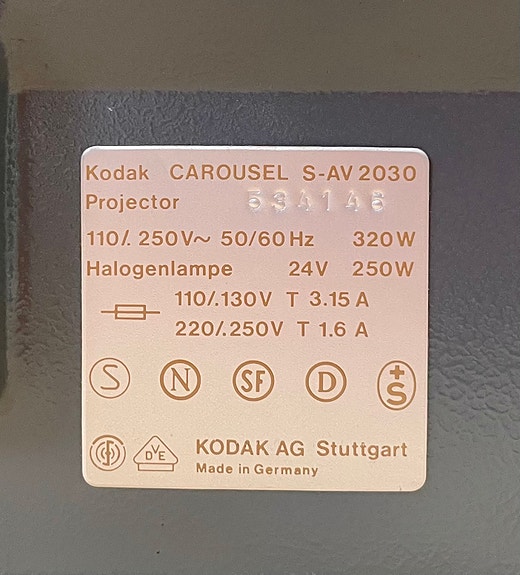 Kodak CAROUSEL S-AV 2030
Projector 534146
110/. 250V~ 50/60 Hz 320 W
Halogenlampe 24V 250W
110/.130V T 3.15 A
220/.250V T 1.6 A
S N SF D +S
DVE KODAK AG Stuttgart
Made in Germany